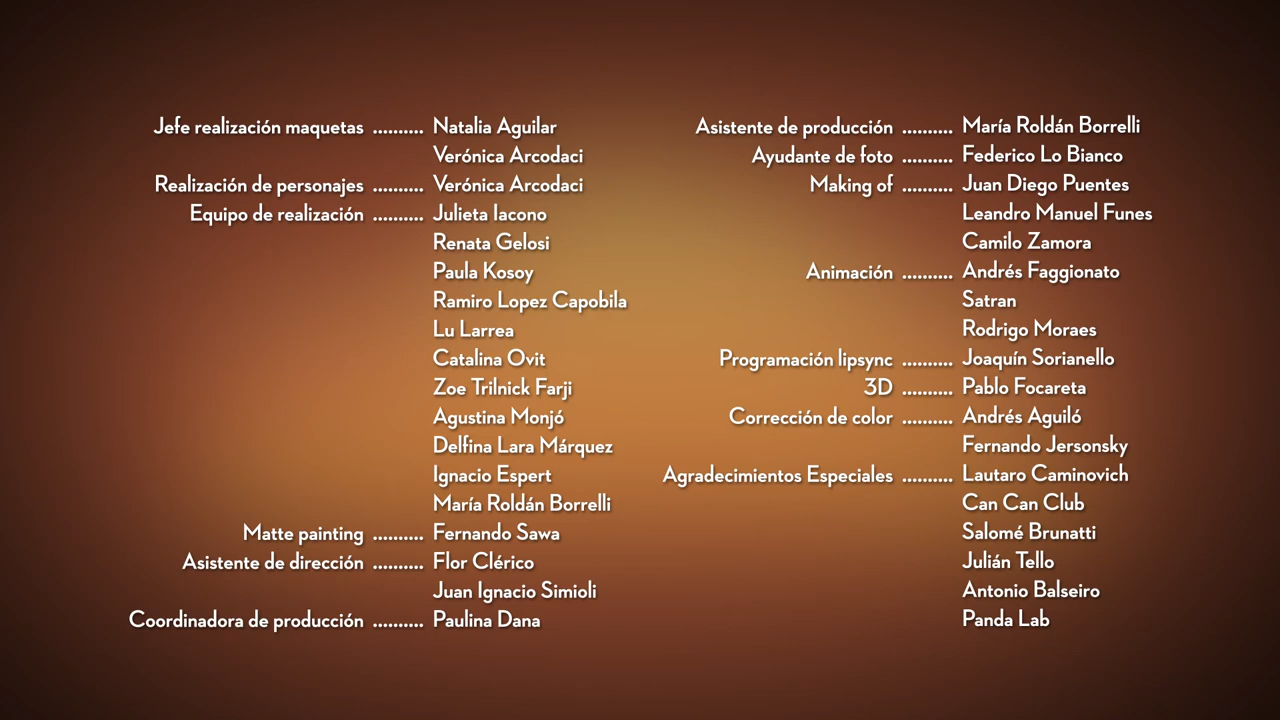 Jefe realización maquetas .......... Natalia Aguilar
Verónica Arcodaci
Realización de personajes .......... Verónica Arcodaci
Equipo de realización .......... Julieta Iacono
Renata Gelosi
Paula Kosoy
Ramiro Lopez Capobila
Lu Larrea
Catalina Ovit
Zoe Trilnick Farji
Agustina Monjó
Delfina Lara Márquez
Ignacio Espert
María Roldán Borrelli
Matte painting .......... Fernando Sawa
Asistente de dirección .......... Flor Clérico
Juan Ignacio Simioli
Coordinadora de producción .......... Paulina Dana
Asistente de producción .......... María Roldán Borrelli
Ayudante de foto .......... Federico Lo Bianco
Making of .......... Juan Diego Puentes
Leandro Manuel Funes
Camilo Zamora
Animación .......... Andrés Faggionato
Satran
Rodrigo Moraes
Programación lipsync .......... Joaquín Sorianello
3D .......... Pablo Focareta
Corrección de color .......... Andrés Aguiló
Fernando Jersonsky
Agradecimientos Especiales .......... Lautaro Caminovich
Can Can Club
Salomé Brunatti
Julián Tello
Antonio Balseiro
Panda Lab